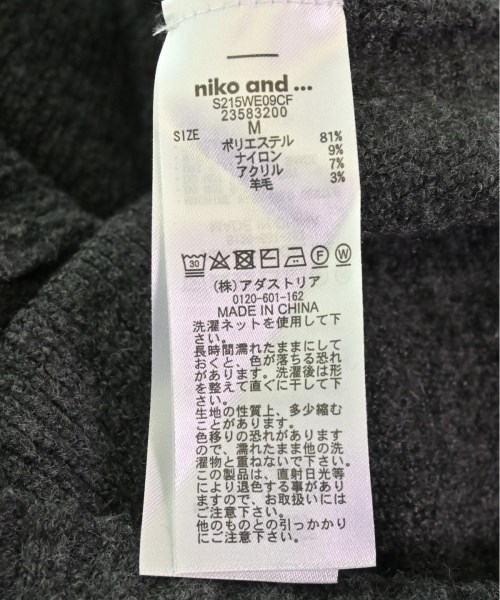 niko and ...
S215WE09CF
23583200
SIZE M
ポリエステル 81%
ナイロン 9%
アクリル 7%
羊毛 3%
30 F W
(株)アダストリア
0120-601-162
MADE IN CHINA
洗濯ネットを使用して下
さい。
長時間濡れたままにして
おくと、色が落ちる恐れ
があります。洗濯後は形
を整えて直ぐに干して下
さい。
生地の性質上、多少縮む
ことがあります。
色移りの恐れがあります
ので、濡れたまま他の洗
濯物と重ねないで下さい。
この製品は、直射日光等
により退色する事があり
ますので、お取扱いには
ご注意下さい。
他のものとの引っかかり
にご注意下さい。